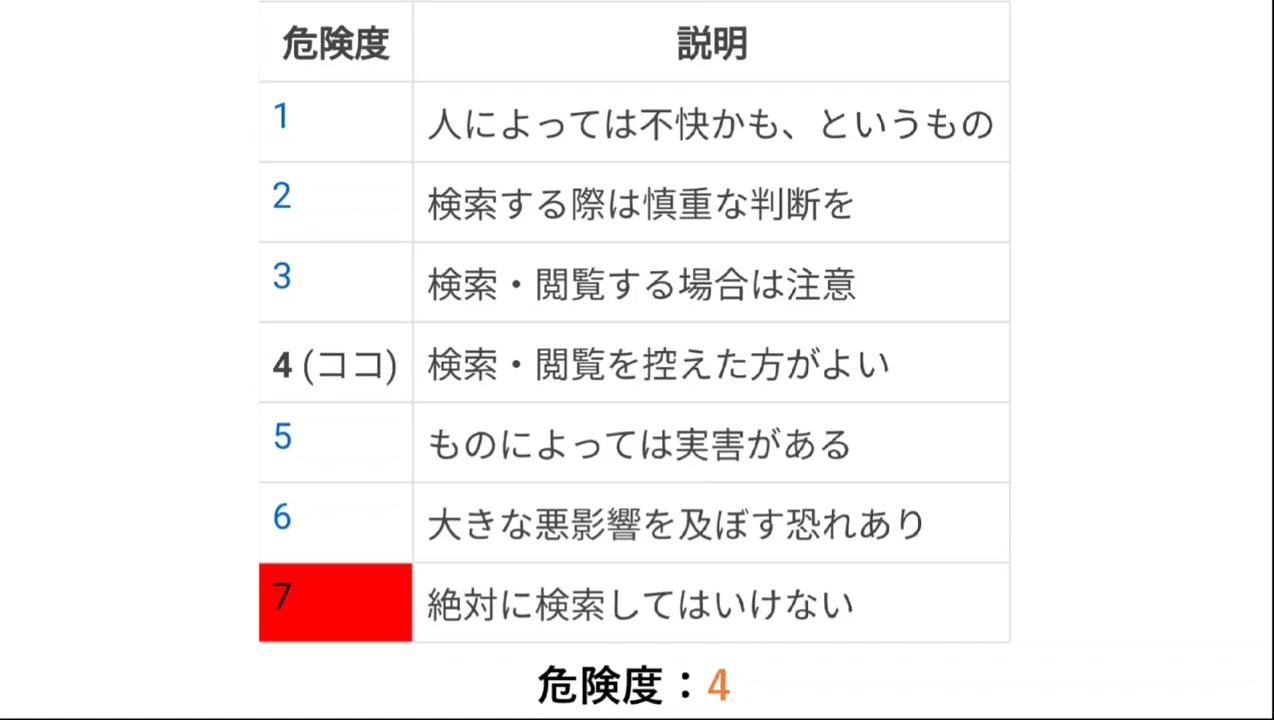 危険度 説明
1 人によっては不快かも、というもの
2 検索する際は慎重な判断を
3 検索・閲覧する場合は注意
4 (ココ) 検索・閲覧を控えた方がよい
5 ものによっては実害がある
6 大きな悪影響を及ぼす恐れあり
7 絶対に検索してはいけない
危険度：4